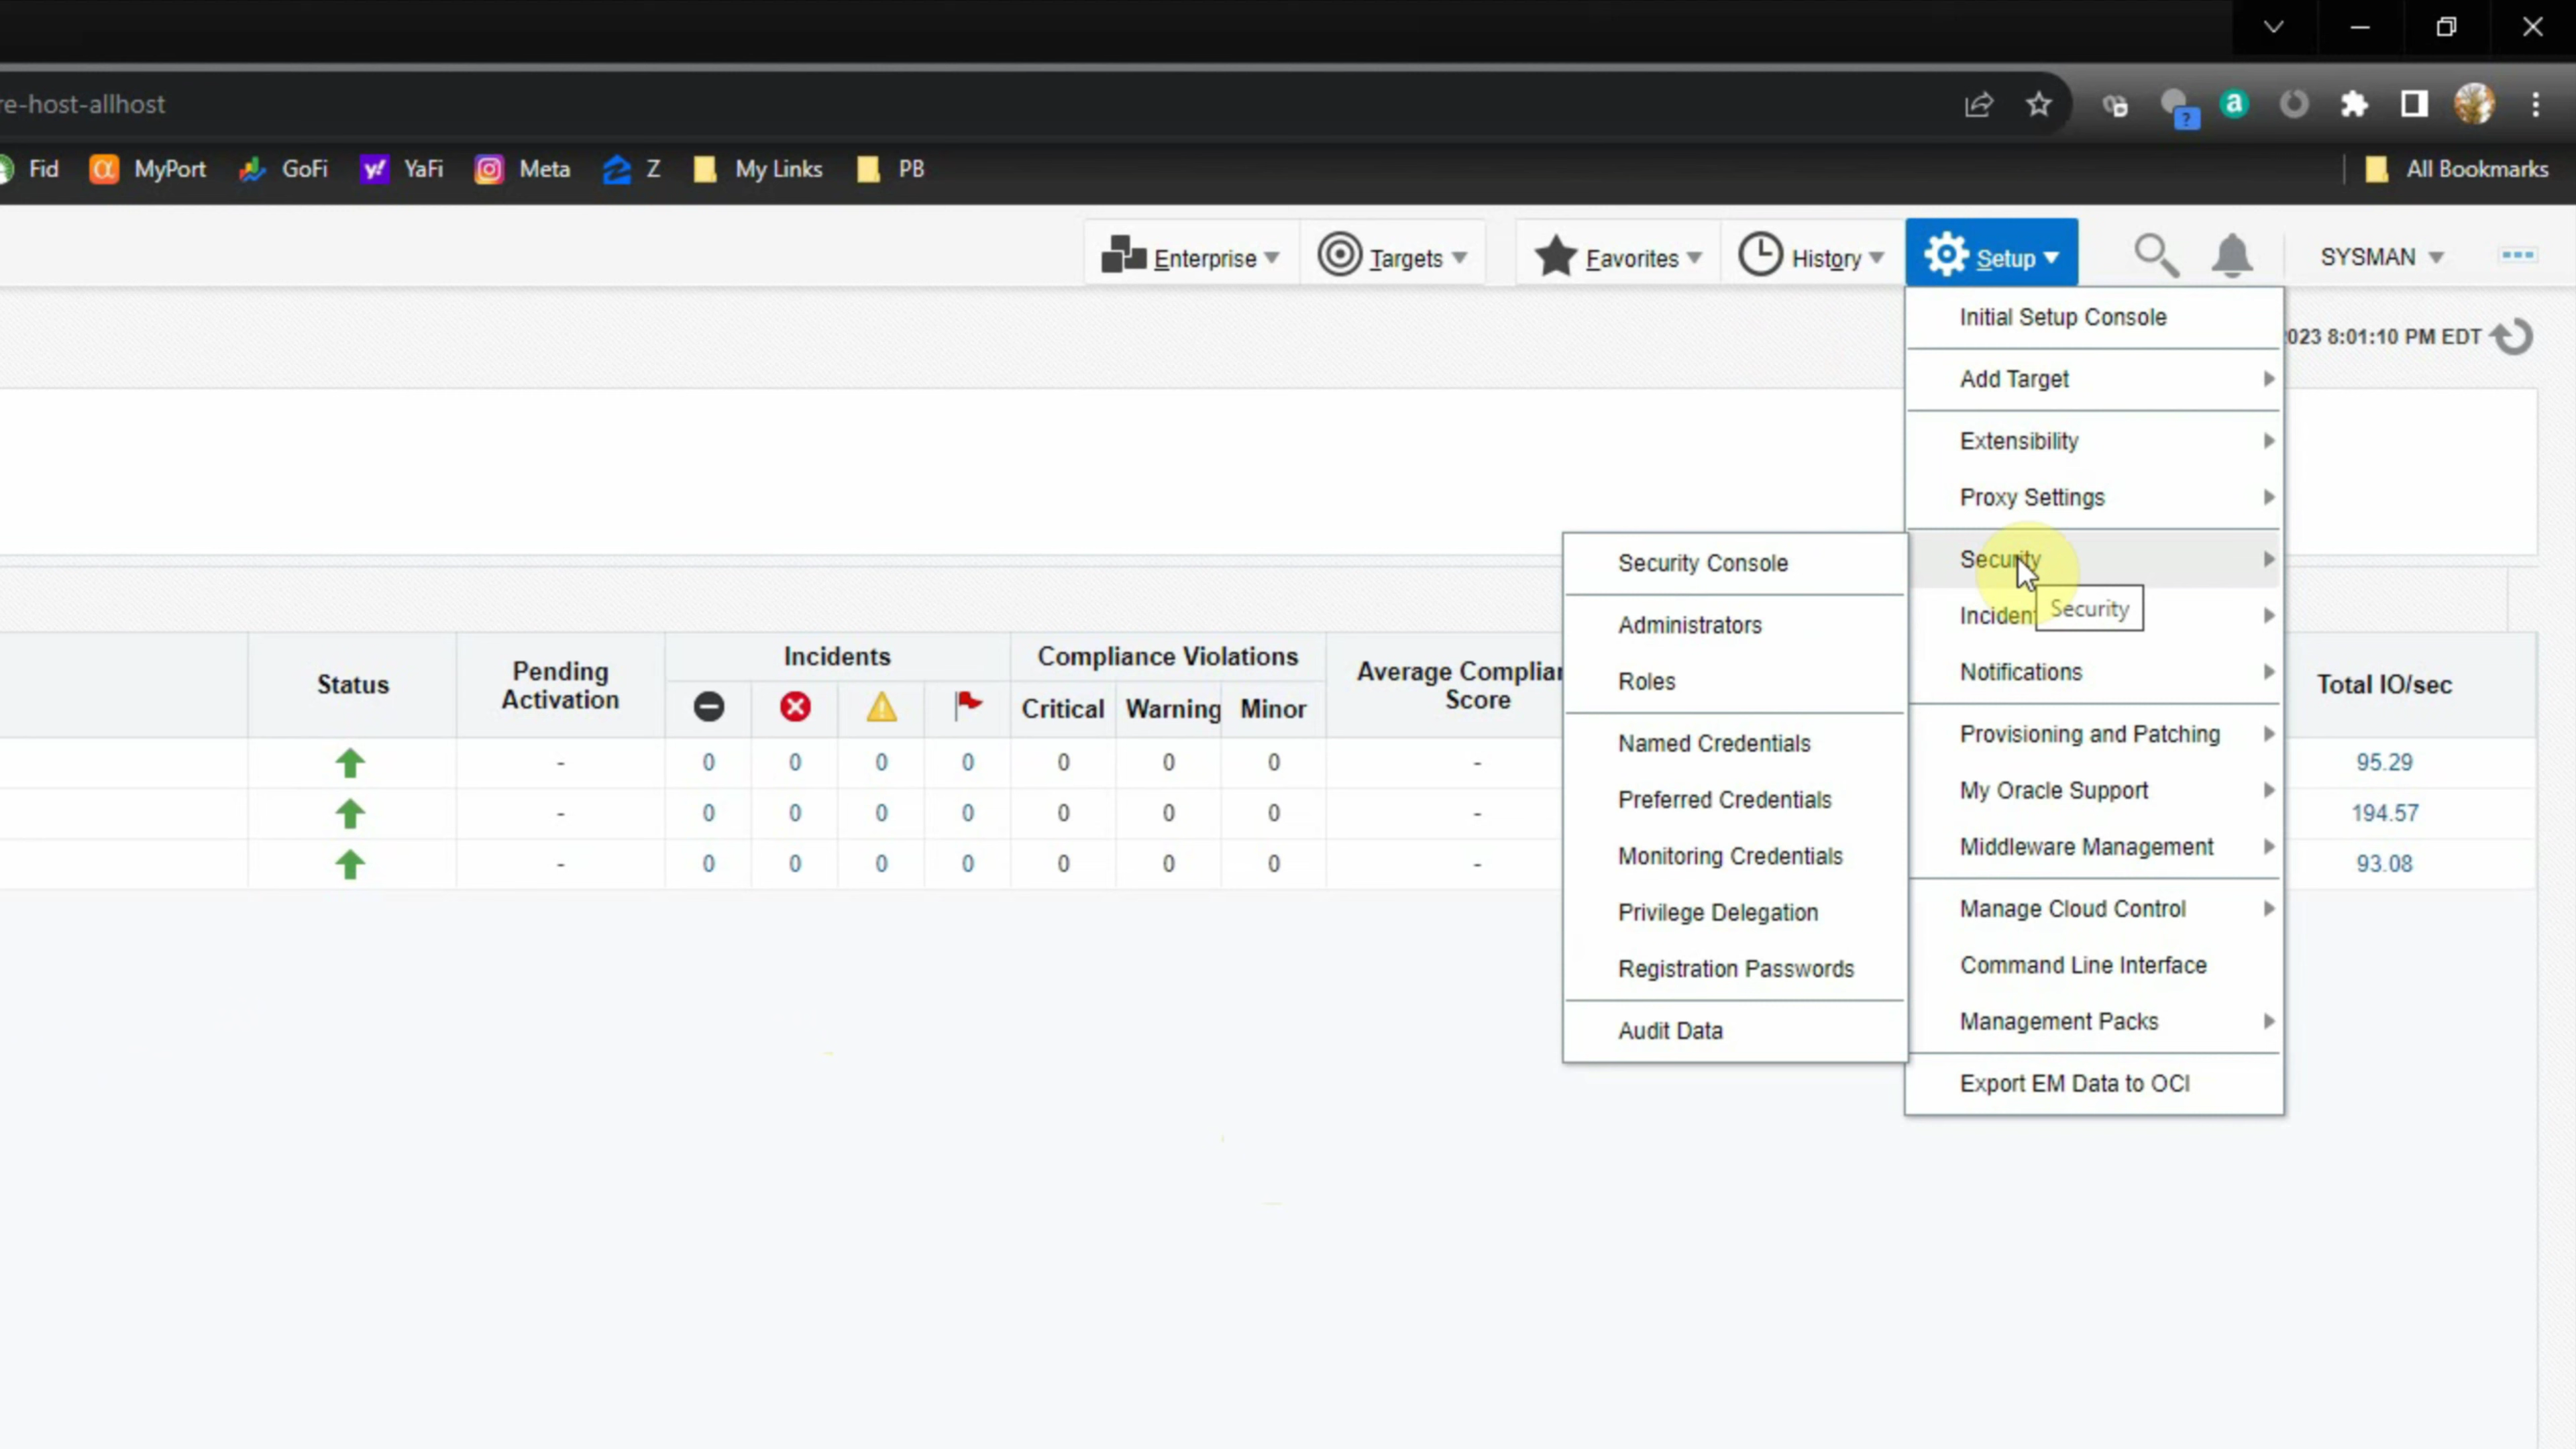 re-host-allhost
Fid MyPort GoFi YaFi Meta Z My Links PB All Bookmarks
Enterprise Targets Favorites History Setup SYSMAN
023 8:01:10 PM EDT
Initial Setup Console
Add Target
Extensibility
Proxy Settings
Security
Security
Inciden
Notifications
Provisioning and Patching
My Oracle Support
Middleware Management
Manage Cloud Control
Command Line Interface
Management Packs
Export EM Data to OCI
Security Console
Administrators
Roles
Named Credentials
Preferred Credentials
Monitoring Credentials
Privilege Delegation
Registration Passwords
Audit Data
Status Pending Activation Incidents Compliance Violations Average Complian Score Total IO/sec
Critical Warning Minor
- 0 0 0 0 0 0 0 - 95.29
- 0 0 0 0 0 0 0 - 194.57
- 0 0 0 0 0 0 0 - 93.08